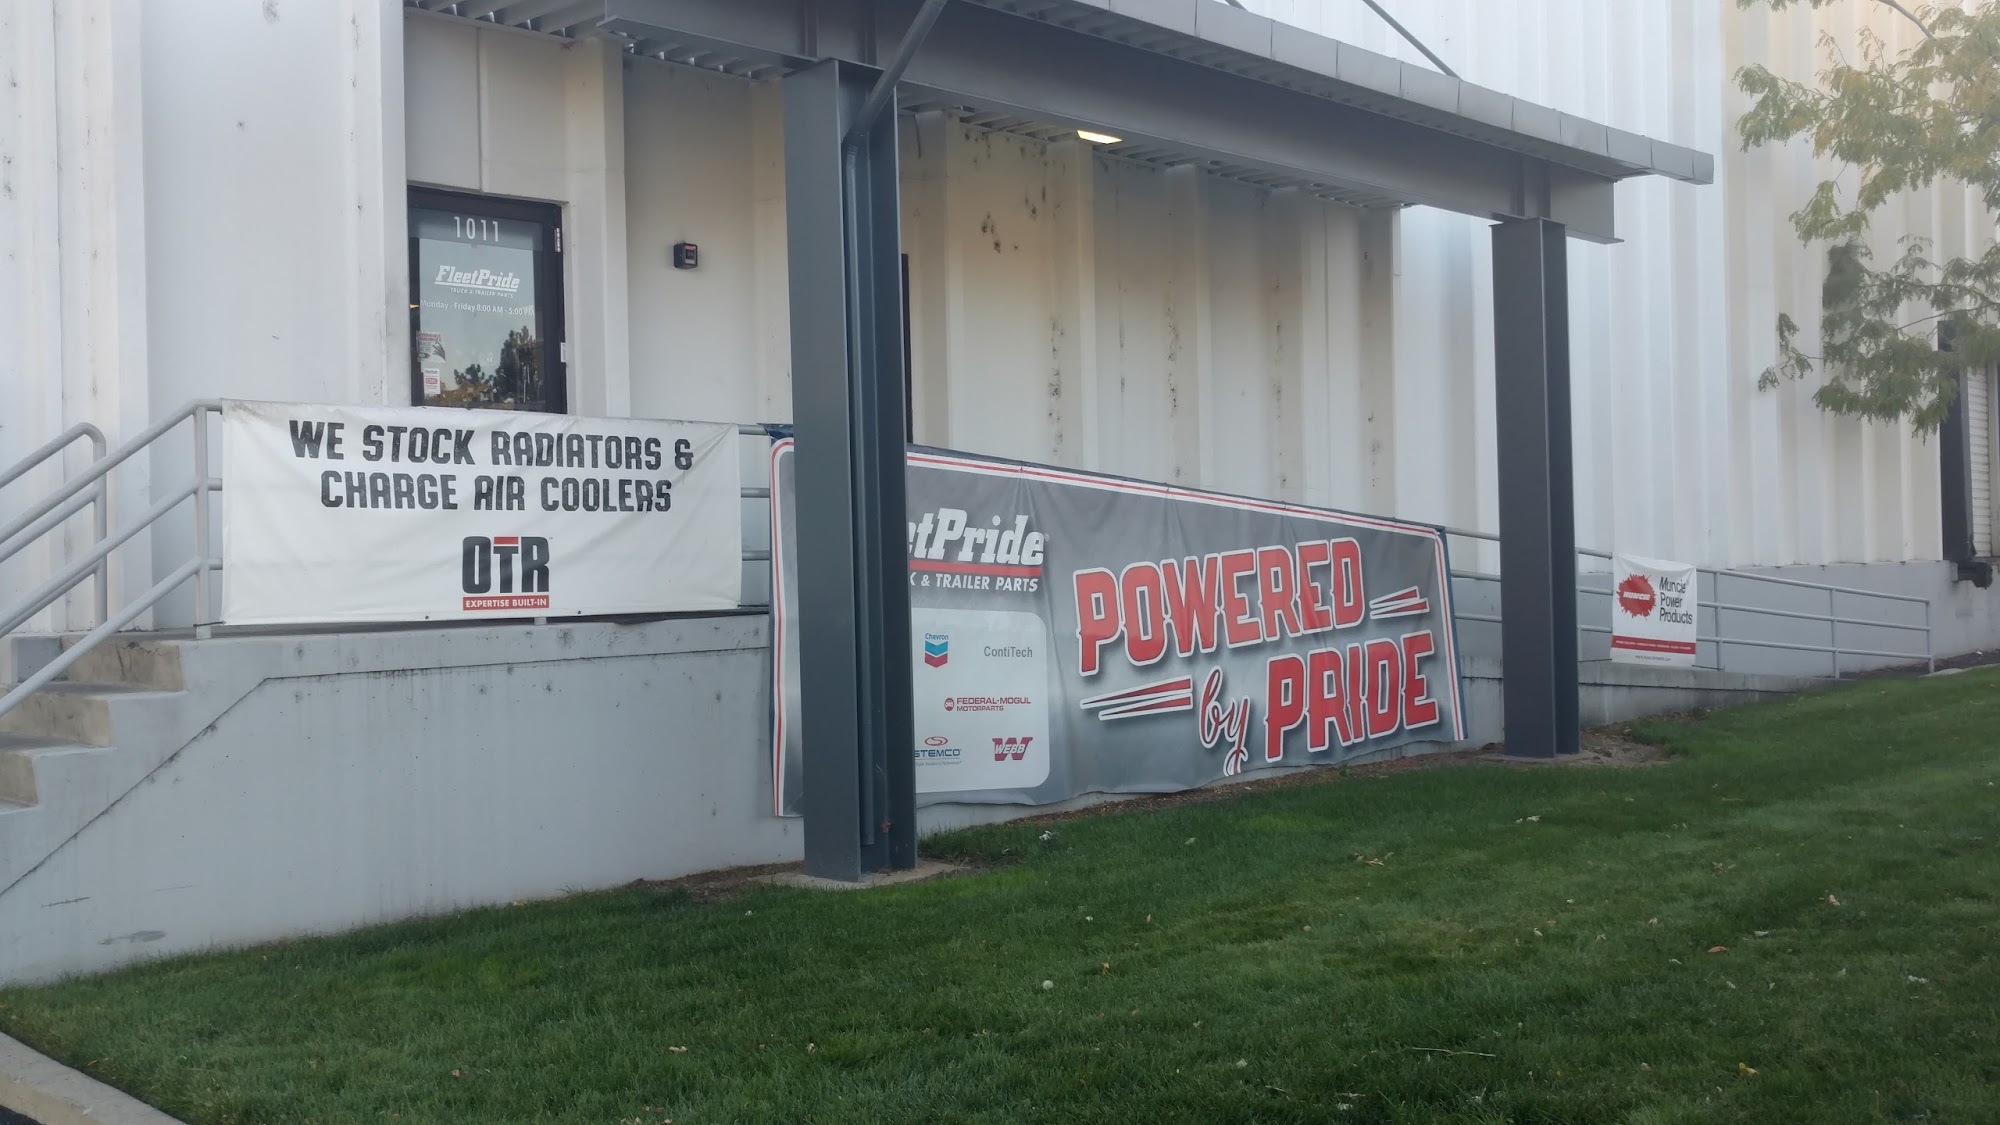 1011
FleetPride
TRUCK & TRAILER PARTS
Monday - Friday 8:00 AM - 5:00 PM
WE STOCK RADIATORS &
CHARGE AIR COOLERS
OTR
EXPERTISE BUILT-IN
etPride
K & TRAILER PARTS
Chevron
ContiTech
FEDERAL-MOGUL
MOTORPARTS
STEMCO
WEBB
POWERED
by PRIDE
MUNCIE
Muncie
Power
Products